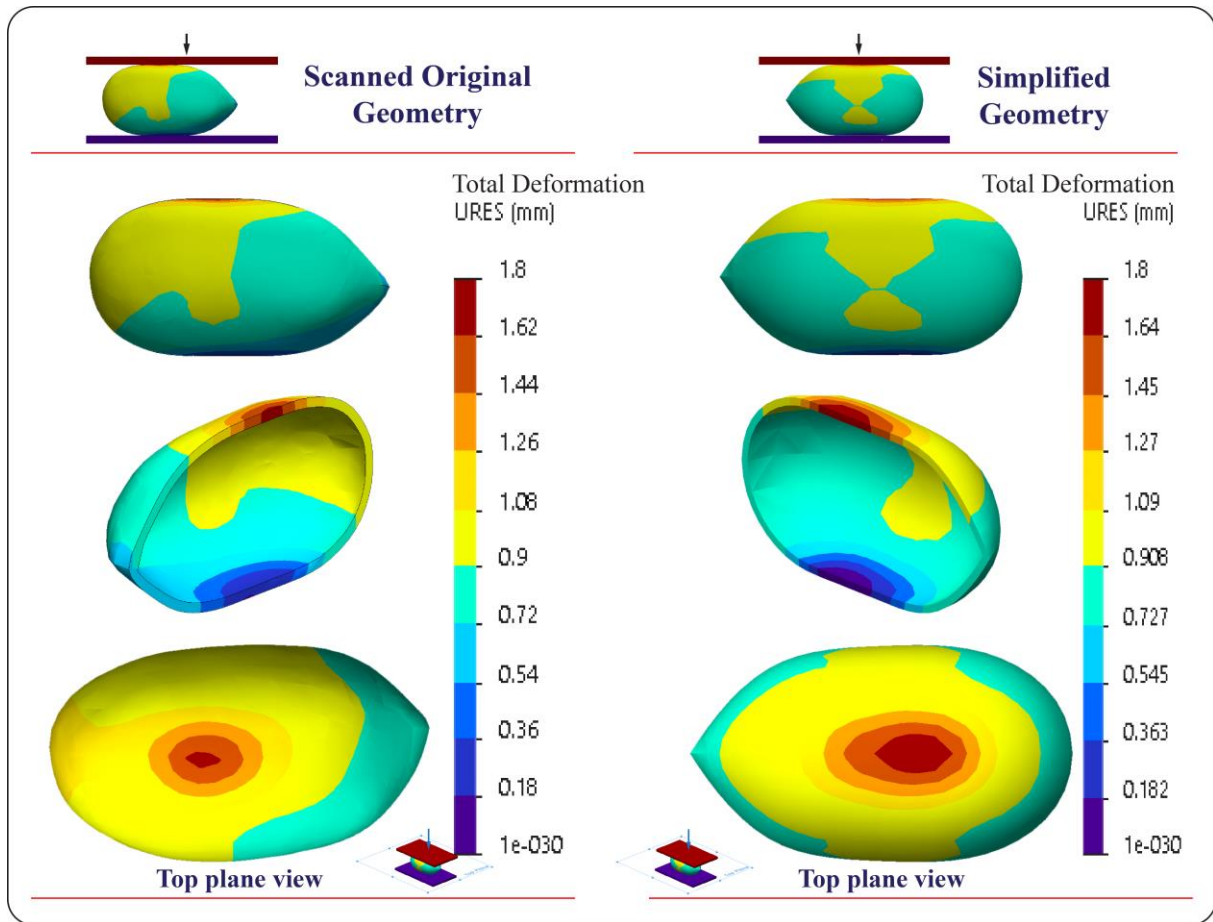 Scanned Original
Geometry
Total Deformation
URES (mm)
1.8
1.62
1.44
1.26
1.08
0.9
0.72
0.54
0.36
0.18
1e-030
Top plane view
Simplified
Geometry
Total Deformation
URES (mm)
1.8
1.64
1.45
1.27
1.09
0.908
0.727
0.545
0.363
0.182
1e-030
Top plane view